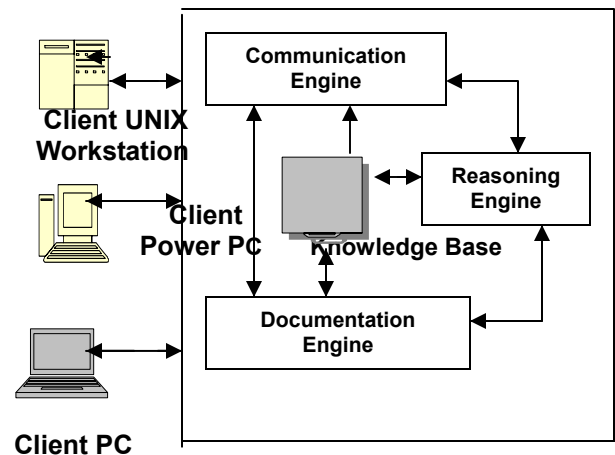 Communication
Engine
Client UNIX
Workstation
Reasoning
Engine
Client
Power PC
Knowledge Base
Documentation
Engine
Client PC